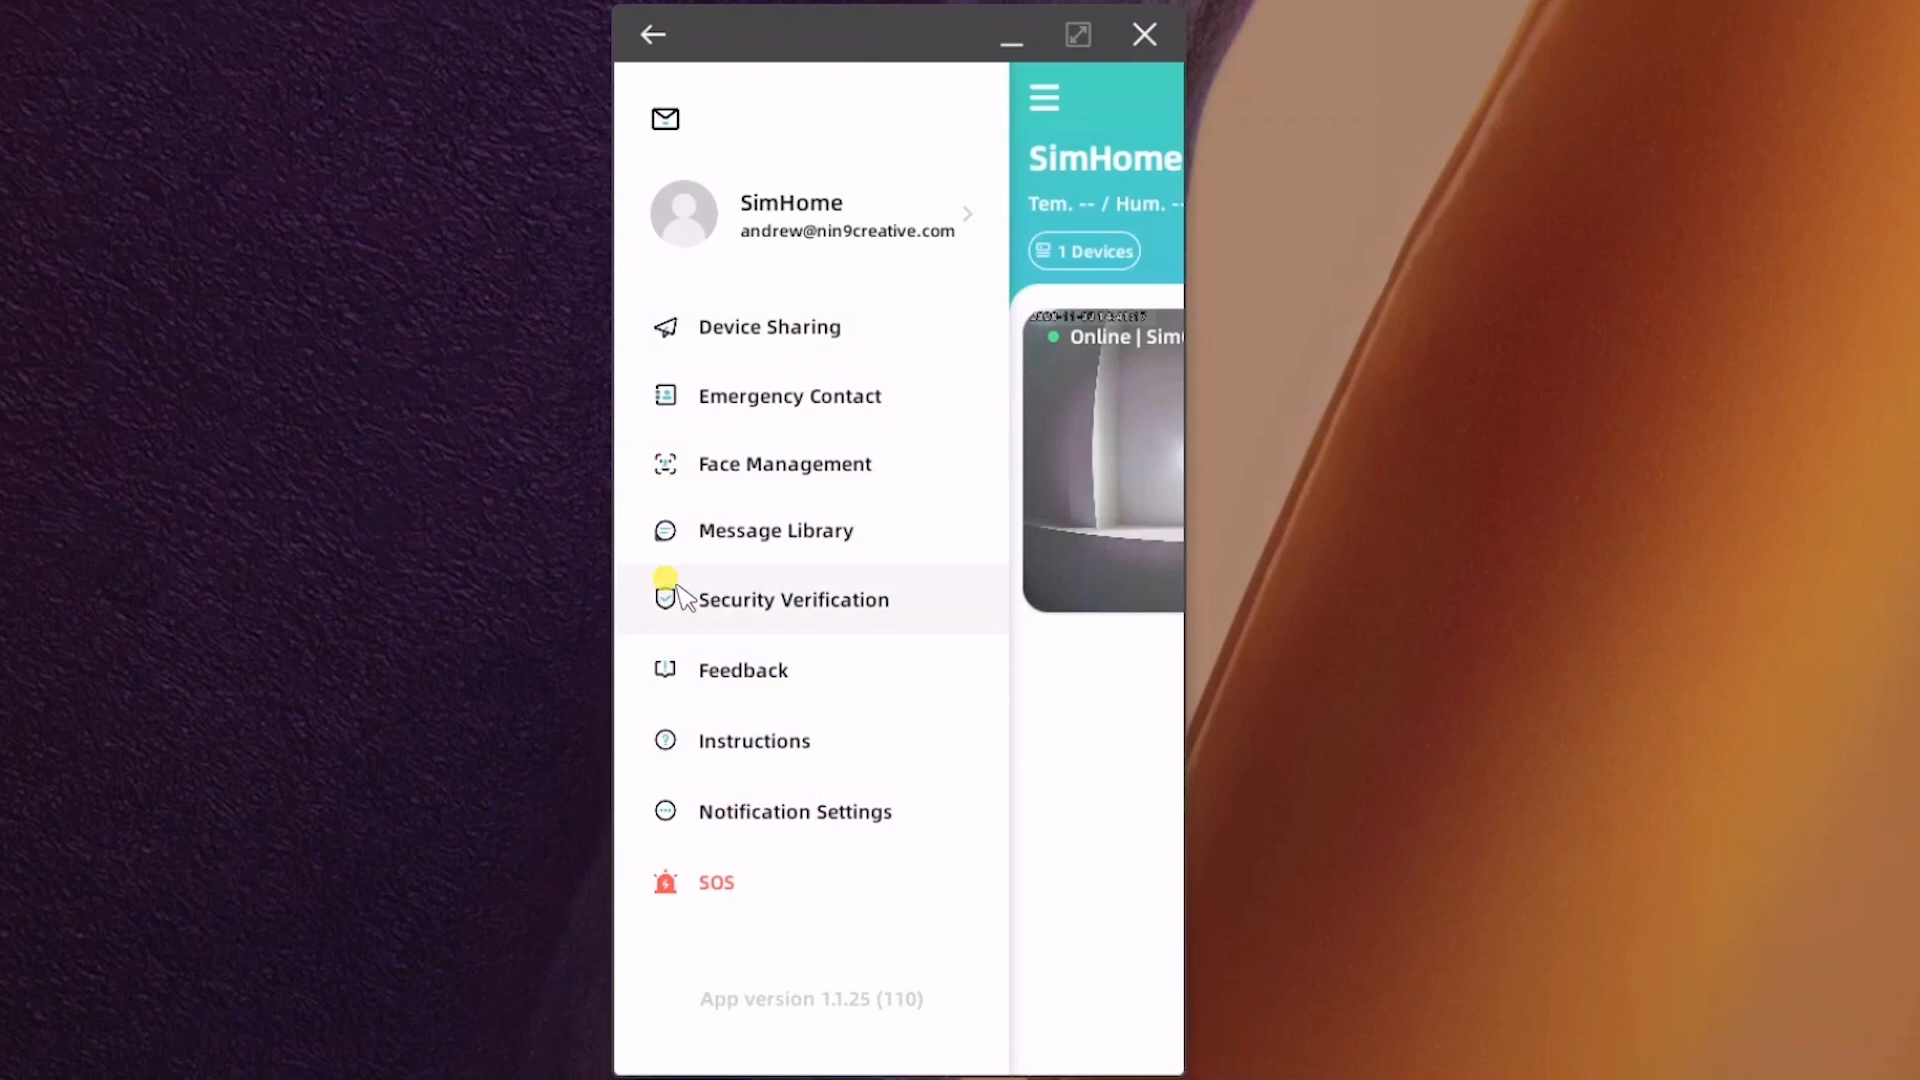 SimHome
andrew@nin9creative.com
Device Sharing
Emergency Contact
Face Management
Message Library
Security Verification
Feedback
Instructions
Notification Settings
SOS
App version 1.1.25 (110)
SimHome
Tem. -- / Hum. --
1 Devices
Online | Sim